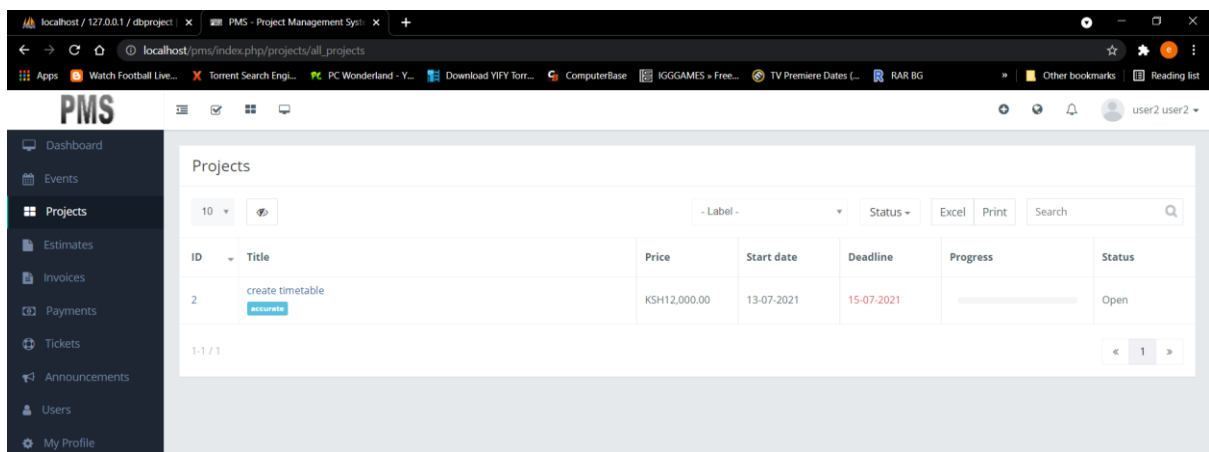 localhost / 127.0.0.1 / dbproject |
PMS - Project Management Syst
localhost/pms/index.php/projects/all_projects
Apps Watch Football Live... Torrent Search Engi... PC Wonderland - Y... Download YIFY Torr... ComputerBase IGGGAMES » Free... TV Premiere Dates (... RAR BG » Other bookmarks Reading list
PMS
user2 user2
Dashboard
Events
Projects
Estimates
Invoices
Payments
Tickets
Announcements
Users
My Profile
Projects
10 - Label - Status Excel Print Search
ID Title Price Start date Deadline Progress Status
2 create timetable KSH12,000.00 13-07-2021 15-07-2021 Open
accurate
1-1 / 1 « 1 »